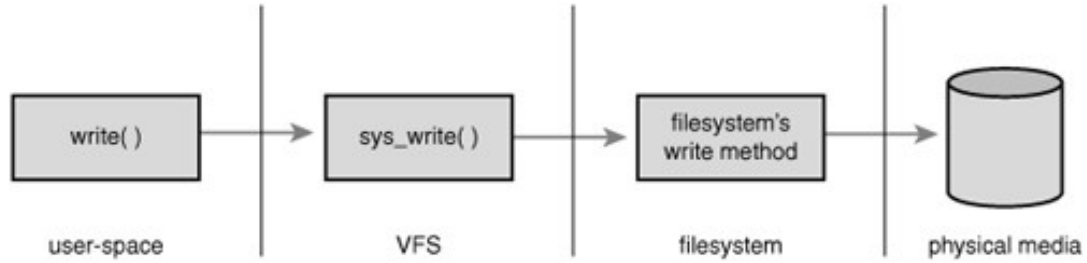 write( )
sys_write( )
filesystem's
write method
user-space
VFS
filesystem
physical media